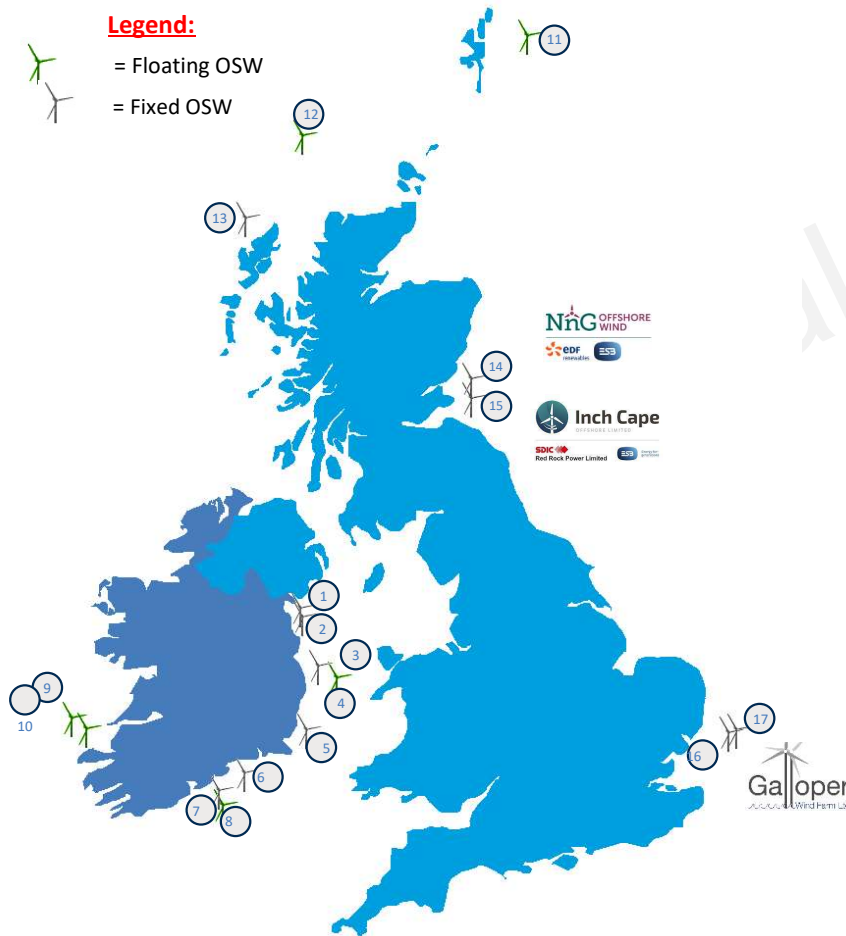 Legend:
= Floating OSW
= Fixed OSW
11
12
13
NnG OFFSHORE
WIND
eDF
renewables
ESB
14
15
Inch Cape
OFFSHORE LIMITED
SDIC
Red Rock Power Limited
ESB
1
2
3
9
4
10
17
5
16
6
Galloper
Wind Farm
7
8